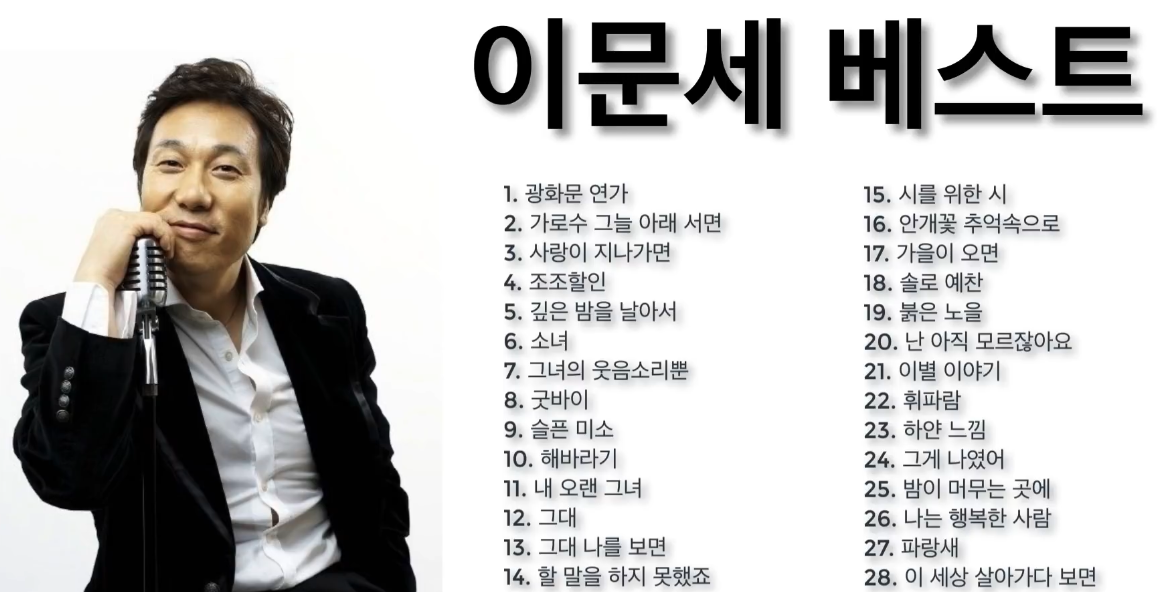 이문세 베스트
1. 광화문 연가
2. 가로수 그늘 아래 서면
3. 사랑이 지나가면
4. 조조할인
5. 깊은 밤을 날아서
6. 소녀
7. 그녀의 웃음소리뿐
8. 굿바이
9. 슬픈 미소
10. 해바라기
11. 내 오랜 그녀
12. 그대
13. 그대 나를 보면
14. 할 말을 하지 못했죠
15. 시를 위한 시
16. 안개꽃 추억속으로
17. 가을이 오면
18. 솔로 예찬
19. 붉은 노을
20. 난 아직 모르잖아요
21. 이별 이야기
22. 휘파람
23. 하얀 느낌
24. 그게 나였어
25. 밤이 머무는 곳에
26. 나는 행복한 사람
27. 파랑새
28. 이 세상 살아가다 보면